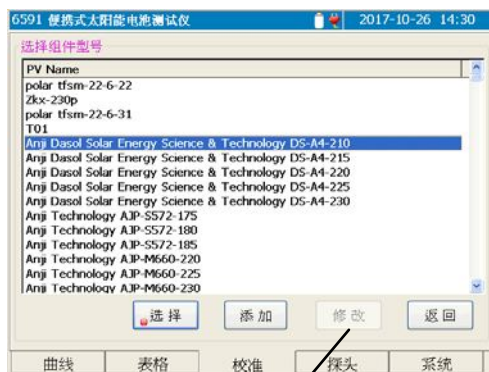 6591 便携式太阳能电池测试仪 2017-10-26 14:30
选择组件型号
PV Name
polar tfsm-22-6-22
Zkx-230p
polar tfsm-22-6-31
T01
Anji Dasol Solar Energy Science & Technology DS-A4-210
Anji Dasol Solar Energy Science & Technology DS-A4-215
Anji Dasol Solar Energy Science & Technology DS-A4-220
Anji Dasol Solar Energy Science & Technology DS-A4-225
Anji Dasol Solar Energy Science & Technology DS-A4-230
Anji Technology AJP-S572-175
Anji Technology AJP-S572-180
Anji Technology AJP-S572-185
Anji Technology AJP-M660-220
Anji Technology AJP-M660-225
Anji Technology AJP-M660-230
选择 添加 修改 返回
曲线 表格 校准 探头 系统